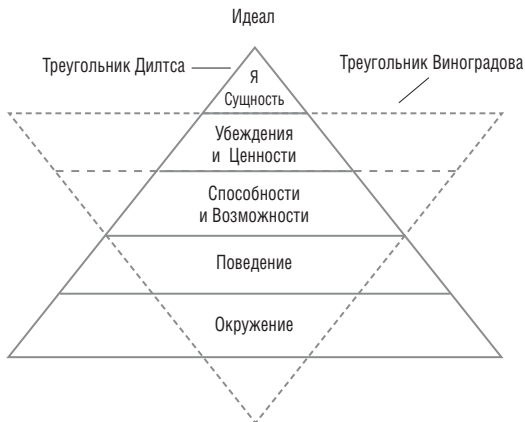 Идеал
Треугольник Дилтса
Треугольник Виноградова
Я
Сущность
Убеждения
и Ценности
Способности
и Возможности
Поведение
Окружение